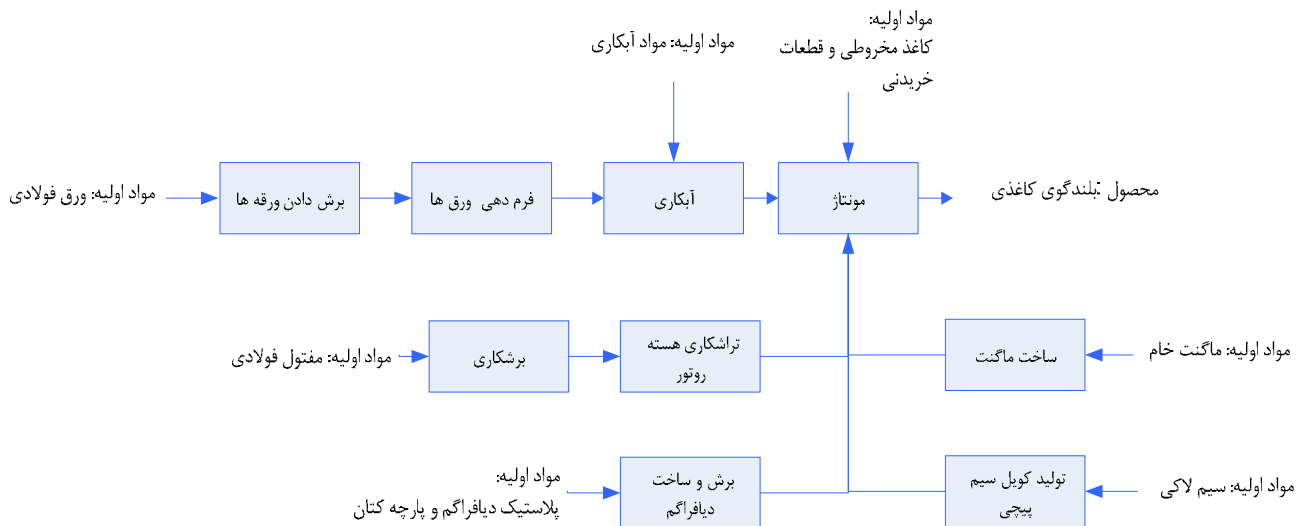 مواد اولیه:
کاغذ مخروطی و قطعات
خریدنی
مواد اولیه: مواد آبکاری
مواد اولیه: ورق فولادی
برش دادن ورقه ها
فرم دهی ورق ها
آبکاری
مونتاژ
محصول :بلندگوی کاغذی
مواد اولیه: مفتول فولادی
برشکاری
تراشکاری هسته
روتور
ساخت ماگنت
مواد اولیه: ماگنت خام
مواد اولیه:
پلاستیک دیافراگم و پارچه کتان
برش و ساخت
دیافراگم
تولید کویل سیم
پیچی
مواد اولیه: سیم لاکی